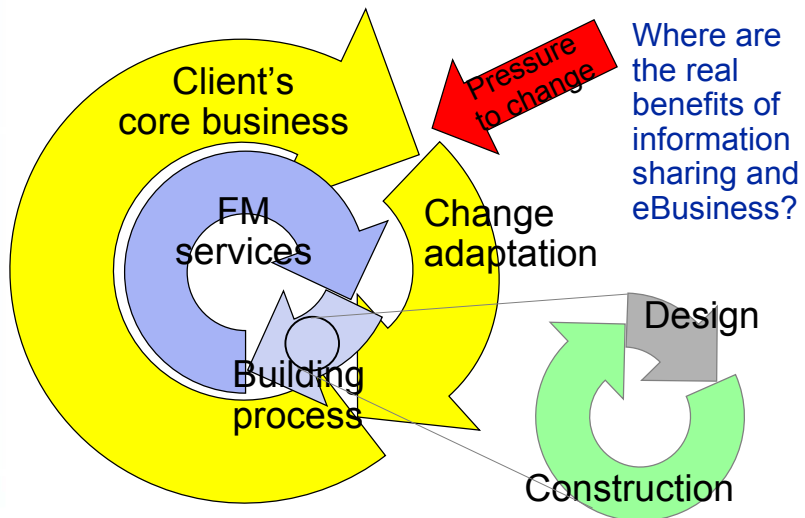 Client's
core business
Pressure
to change
Where are
the real
benefits of
information
sharing and
eBusiness?
FM
services
Change
adaptation
Building
process
Design
Construction